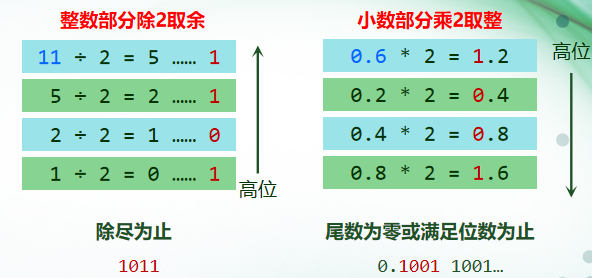 整数部分除2取余
11 ÷ 2 = 5 …… 1
5 ÷ 2 = 2 …… 1
2 ÷ 2 = 1 …… 0
1 ÷ 2 = 0 …… 1
高位
除尽为止
1011
小数部分乘2取整
高位
0.6 * 2 = 1.2
0.2 * 2 = 0.4
0.4 * 2 = 0.8
0.8 * 2 = 1.6
尾数为零或满足位数为止
0.1001 1001…